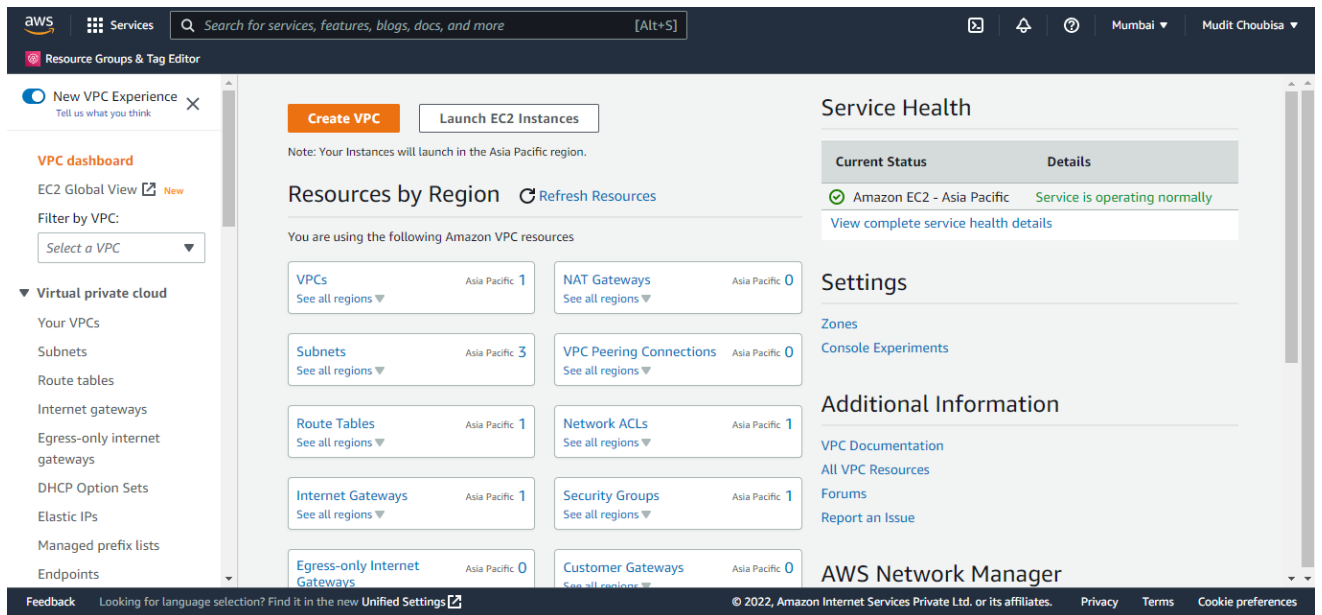 aws
Services
Search for services, features, blogs, docs, and more [Alt+S]
Mumbai ▼
Mudit Choubisa ▼
Resource Groups & Tag Editor
New VPC Experience
Tell us what you think
VPC dashboard
EC2 Global View New
Filter by VPC:
Select a VPC
Virtual private cloud
Your VPCs
Subnets
Route tables
Internet gateways
Egress-only internet
gateways
DHCP Option Sets
Elastic IPs
Managed prefix lists
Endpoints
Create VPC
Launch EC2 Instances
Note: Your Instances will launch in the Asia Pacific region.
Resources by Region Refresh Resources
You are using the following Amazon VPC resources
VPCs Asia Pacific 1
See all regions ▼
NAT Gateways Asia Pacific 0
See all regions ▼
Subnets Asia Pacific 3
See all regions ▼
VPC Peering Connections Asia Pacific 0
See all regions ▼
Route Tables Asia Pacific 1
See all regions ▼
Network ACLs Asia Pacific 1
See all regions ▼
Internet Gateways Asia Pacific 1
See all regions ▼
Security Groups Asia Pacific 1
See all regions ▼
Egress-only Internet Asia Pacific 0
Gateways
Customer Gateways Asia Pacific 0
See all regions ▼
Service Health
Current Status Details
Amazon EC2 - Asia Pacific Service is operating normally
View complete service health details
Settings
Zones
Console Experiments
Additional Information
VPC Documentation
All VPC Resources
Forums
Report an Issue
AWS Network Manager
Feedback Looking for language selection? Find it in the new Unified Settings © 2022, Amazon Internet Services Private Ltd. or its affiliates. Privacy Terms Cookie preferences